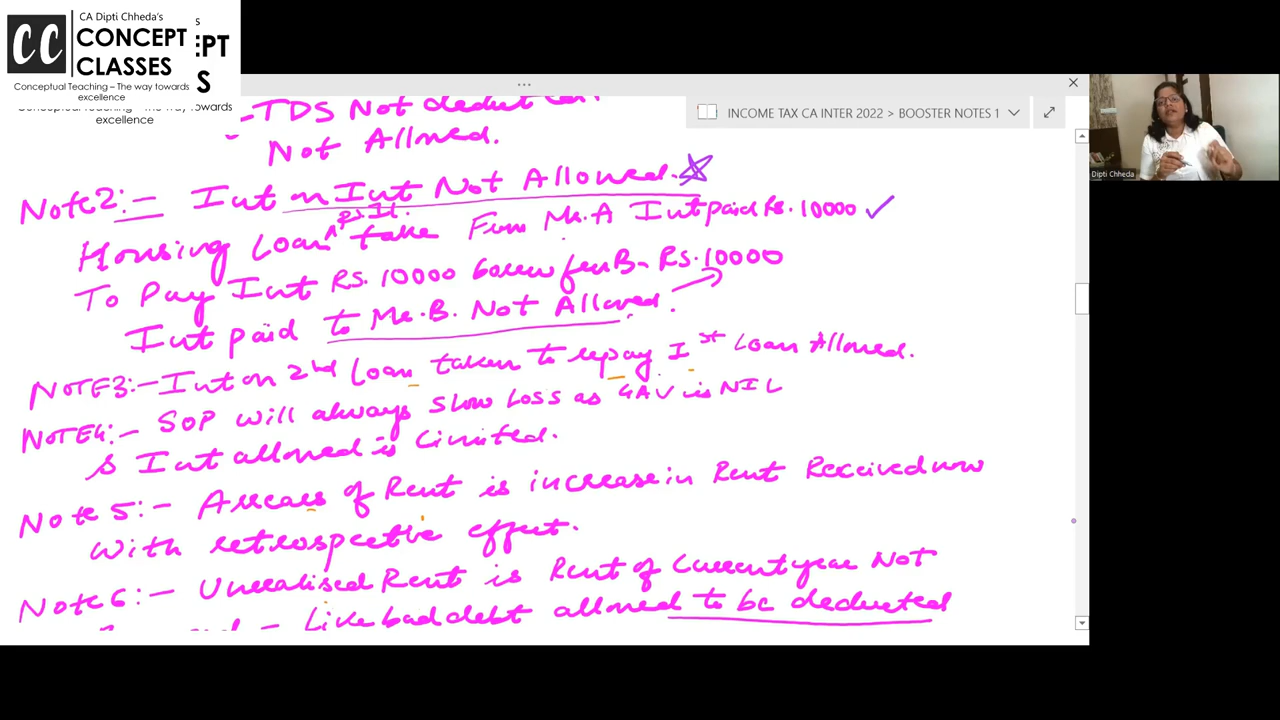 CA Dipti Chheda's
CONCEPT
CLASSES
Conceptual Teaching – The way towards
excellence
excellence
INCOME TAX CA INTER 2022 > BOOSTER NOTES 1
Dipti Chheda
TDS Not deducted
Not Allowed.
Note2:- Int on Int Not Allowed.
Housing Loan take From Mr. A Int paid Rs. 10000 ✓
To Pay Int Rs. 10000 borrow from B- Rs. 10000
Int paid to Mr. B. Not Allowed.
NOTE3:- Int on 2nd Loan taken to repay Ist Loan Allowed.
NOTE4:- SOP will always show Loss as GAV is NIL
& Int allowed is Limited.
Note 5:- Arrears of Rent is increase in Rent Received now
with retrospective effect.
Note 6:- Unrealised Rent is Rent of Current year NOT
- Like bad debt allowed to be deducted